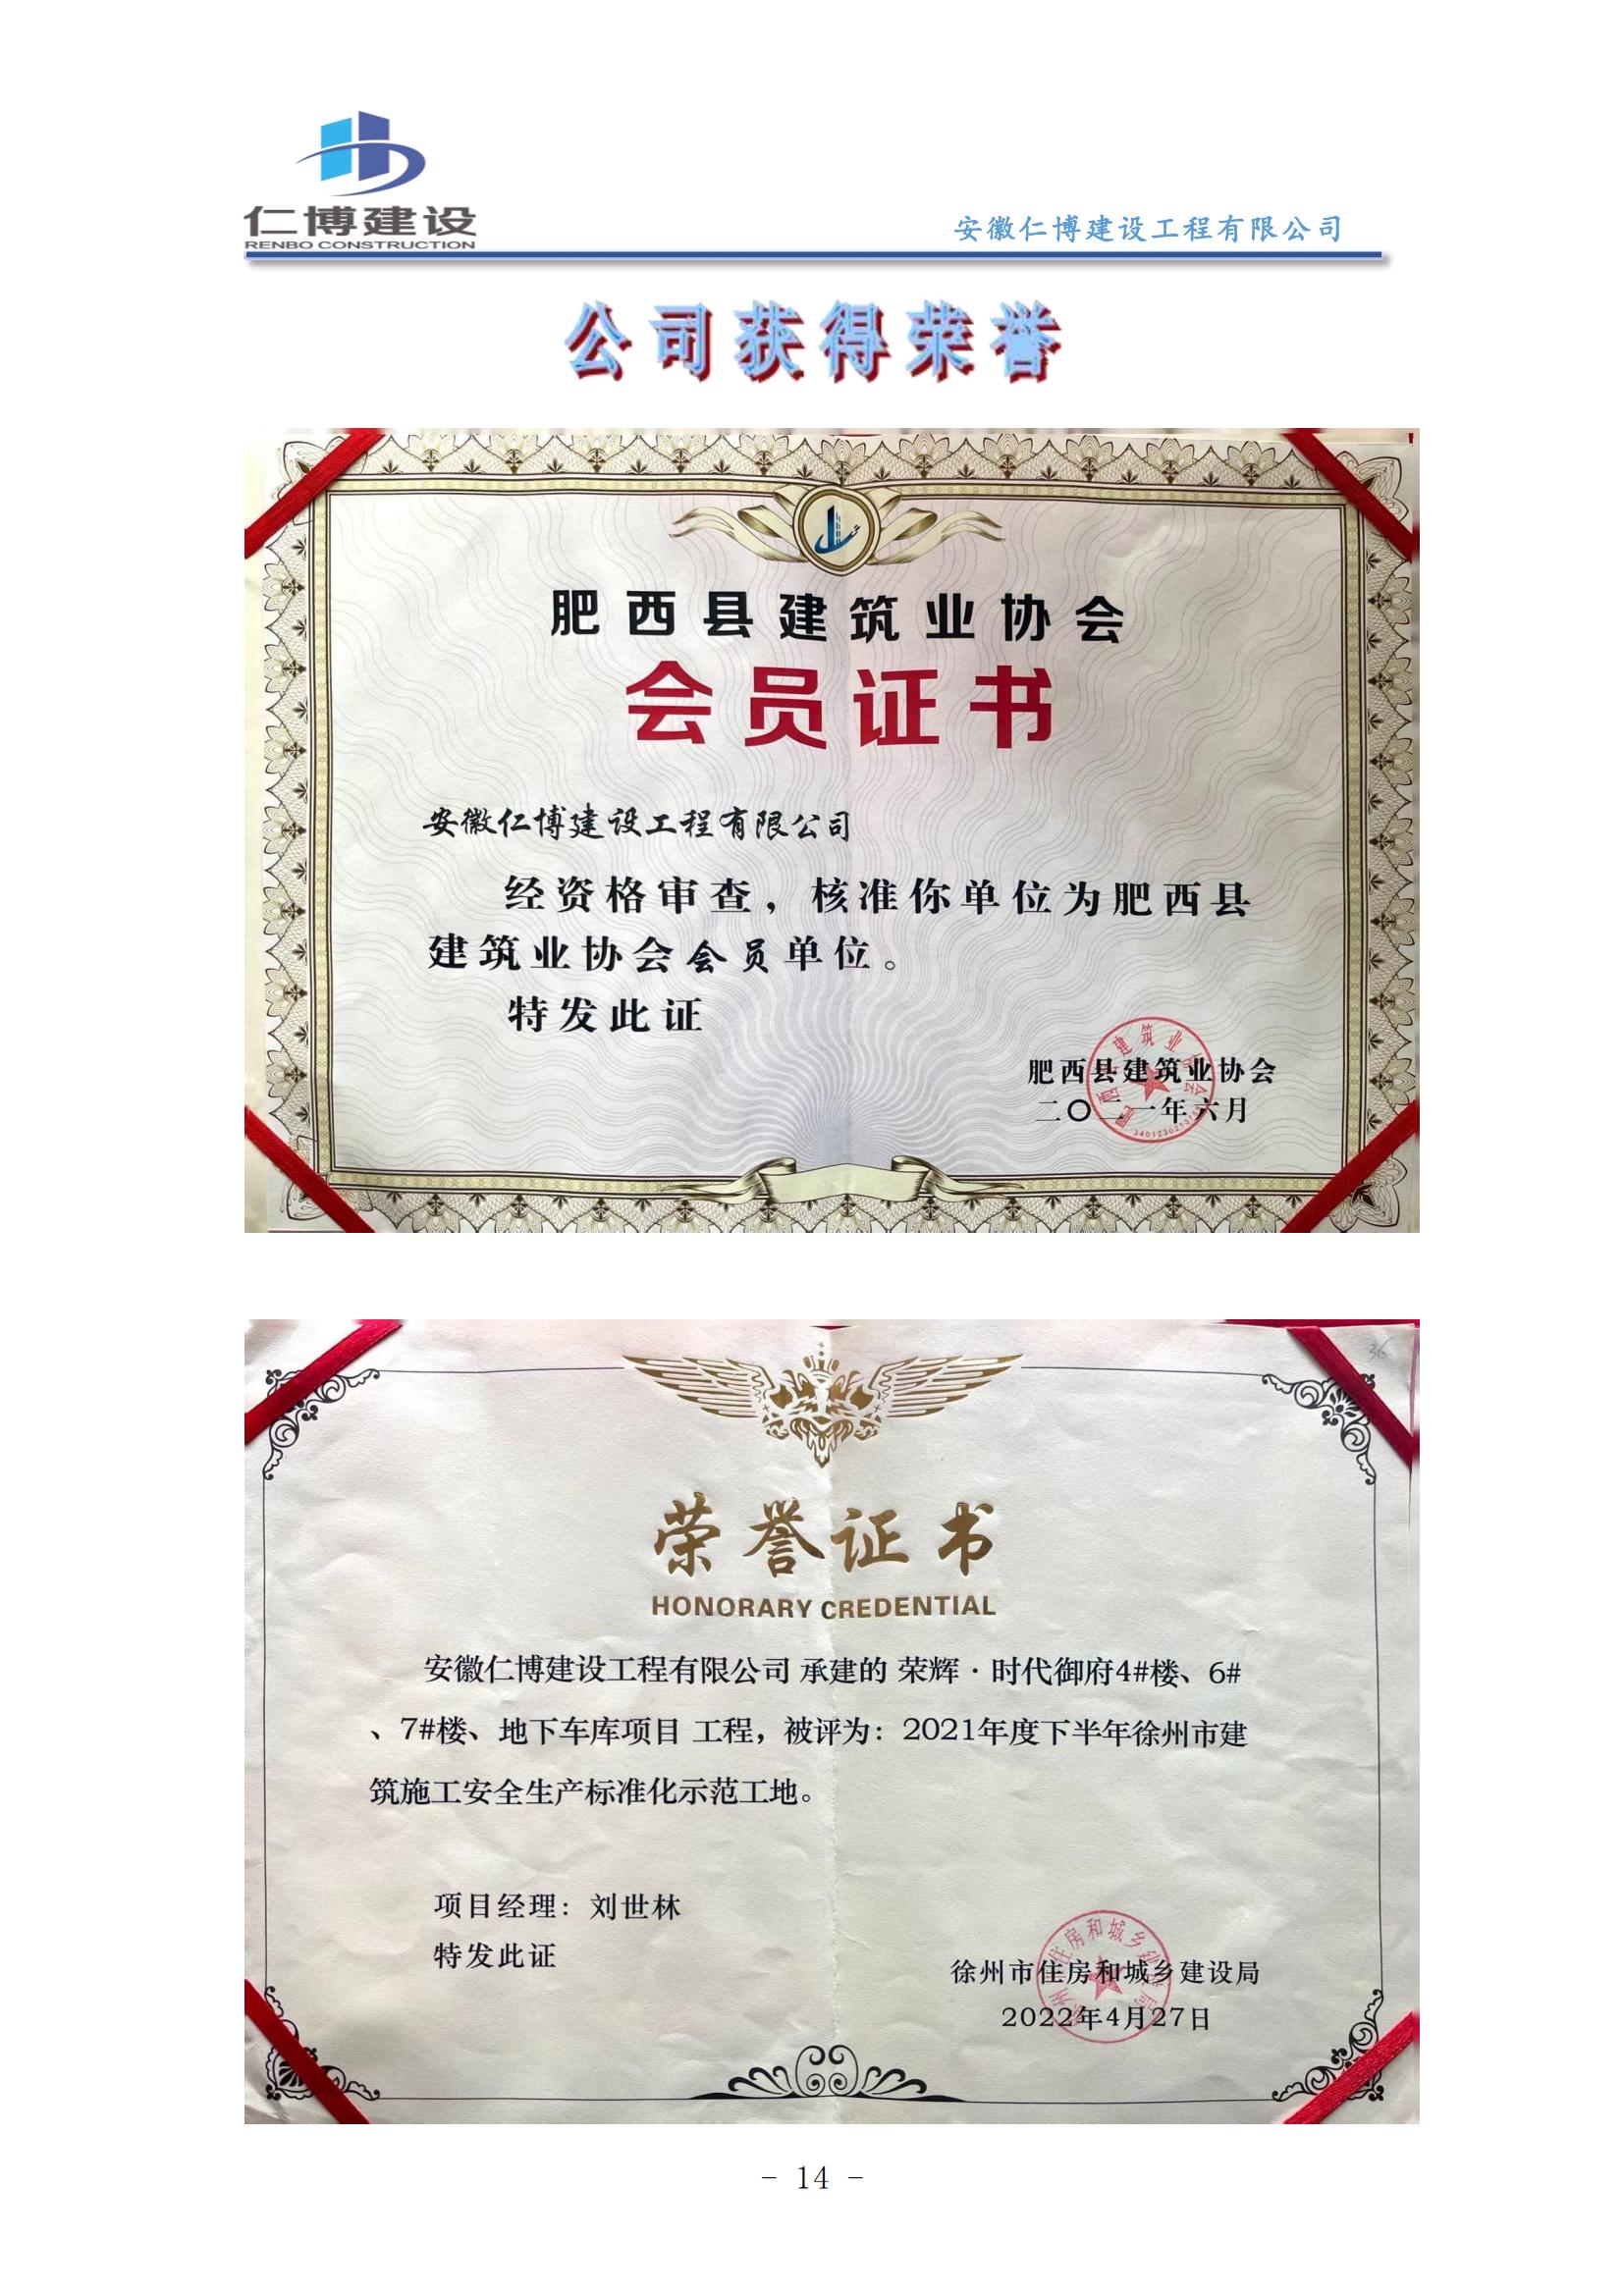 仁博建设
RENBO CONSTRUCTION
安徽仁博建设工程有限公司
公司获得荣誉
肥西县建筑业协会
会员证书
安徽仁博建设工程有限公司
经资格审查，核准你单位为肥西县
建筑业协会会员单位。
特发此证
肥西县建筑业协会
二〇二一年六月
荣誉证书
HONORARY CREDENTIAL
安徽仁博建设工程有限公司 承建的 荣辉·时代御府4#楼、6#
、7#楼、地下车库项目 工程，被评为：2021年度下半年徐州市建
筑施工安全生产标准化示范工地。
项目经理：刘世林
特发此证
徐州市住房和城乡建设局
2022年4月27日
- 14 -